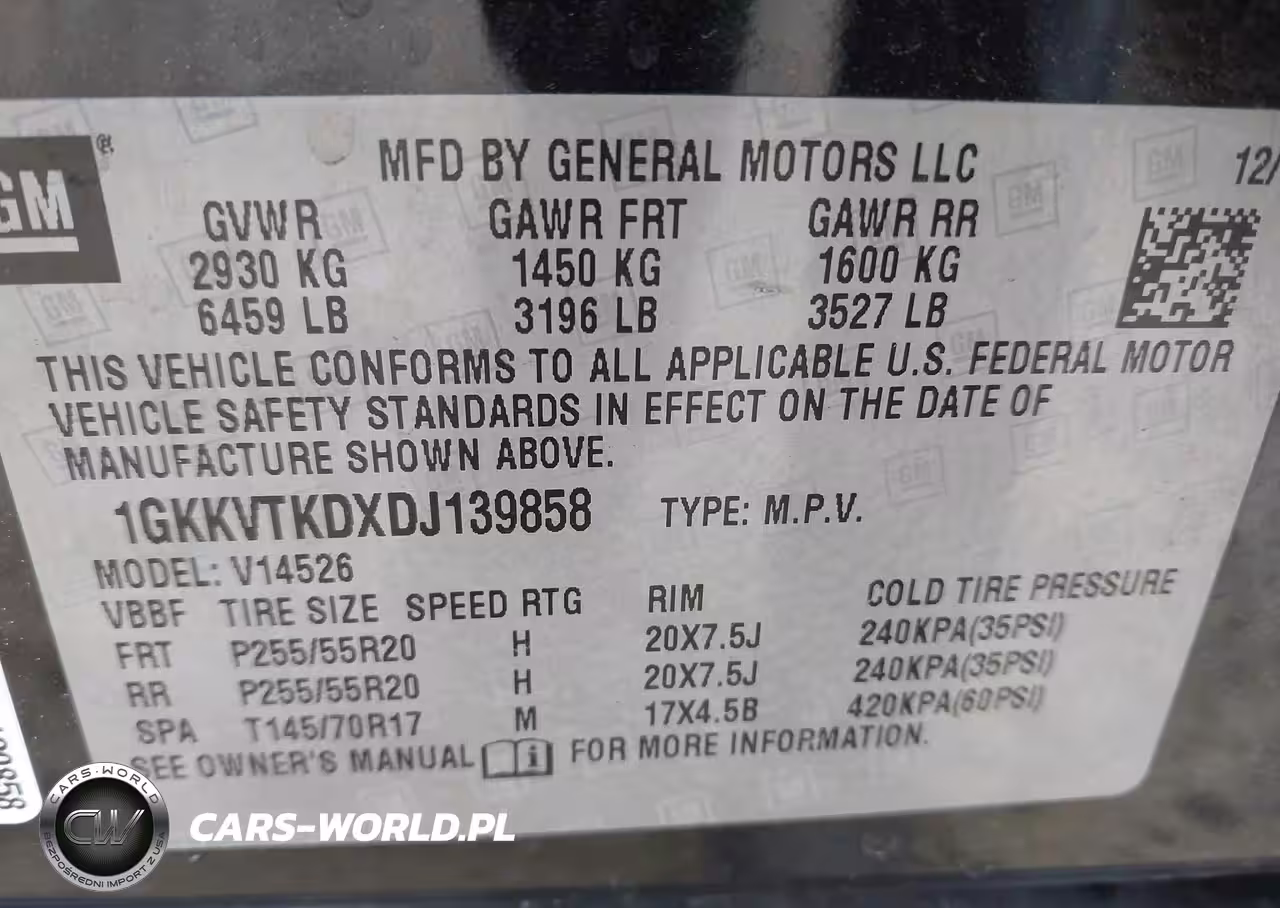 GM
MFD BY GENERAL MOTORS LLC
12/
GVWR GAWR FRT GAWR RR
2930 KG 1450 KG 1600 KG
6459 LB 3196 LB 3527 LB
THIS VEHICLE CONFORMS TO ALL APPLICABLE U.S. FEDERAL MOTOR
VEHICLE SAFETY STANDARDS IN EFFECT ON THE DATE OF
MANUFACTURE SHOWN ABOVE.
1GKKVTKDXDJ139858 TYPE: M.P.V.
MODEL: V14526
VBBF TIRE SIZE SPEED RTG RIM COLD TIRE PRESSURE
FRT P255/55R20 H 20X7.5J 240KPA(35PSI)
RR P255/55R20 H 20X7.5J 240KPA(35PSI)
SPA T145/70R17 M 17X4.5B 420KPA(60PSI)
SEE OWNER'S MANUAL i FOR MORE INFORMATION.
CARS-WORLD
CW
BEZPOŚREDNI IMPORT Z USA
CARS-WORLD.PL